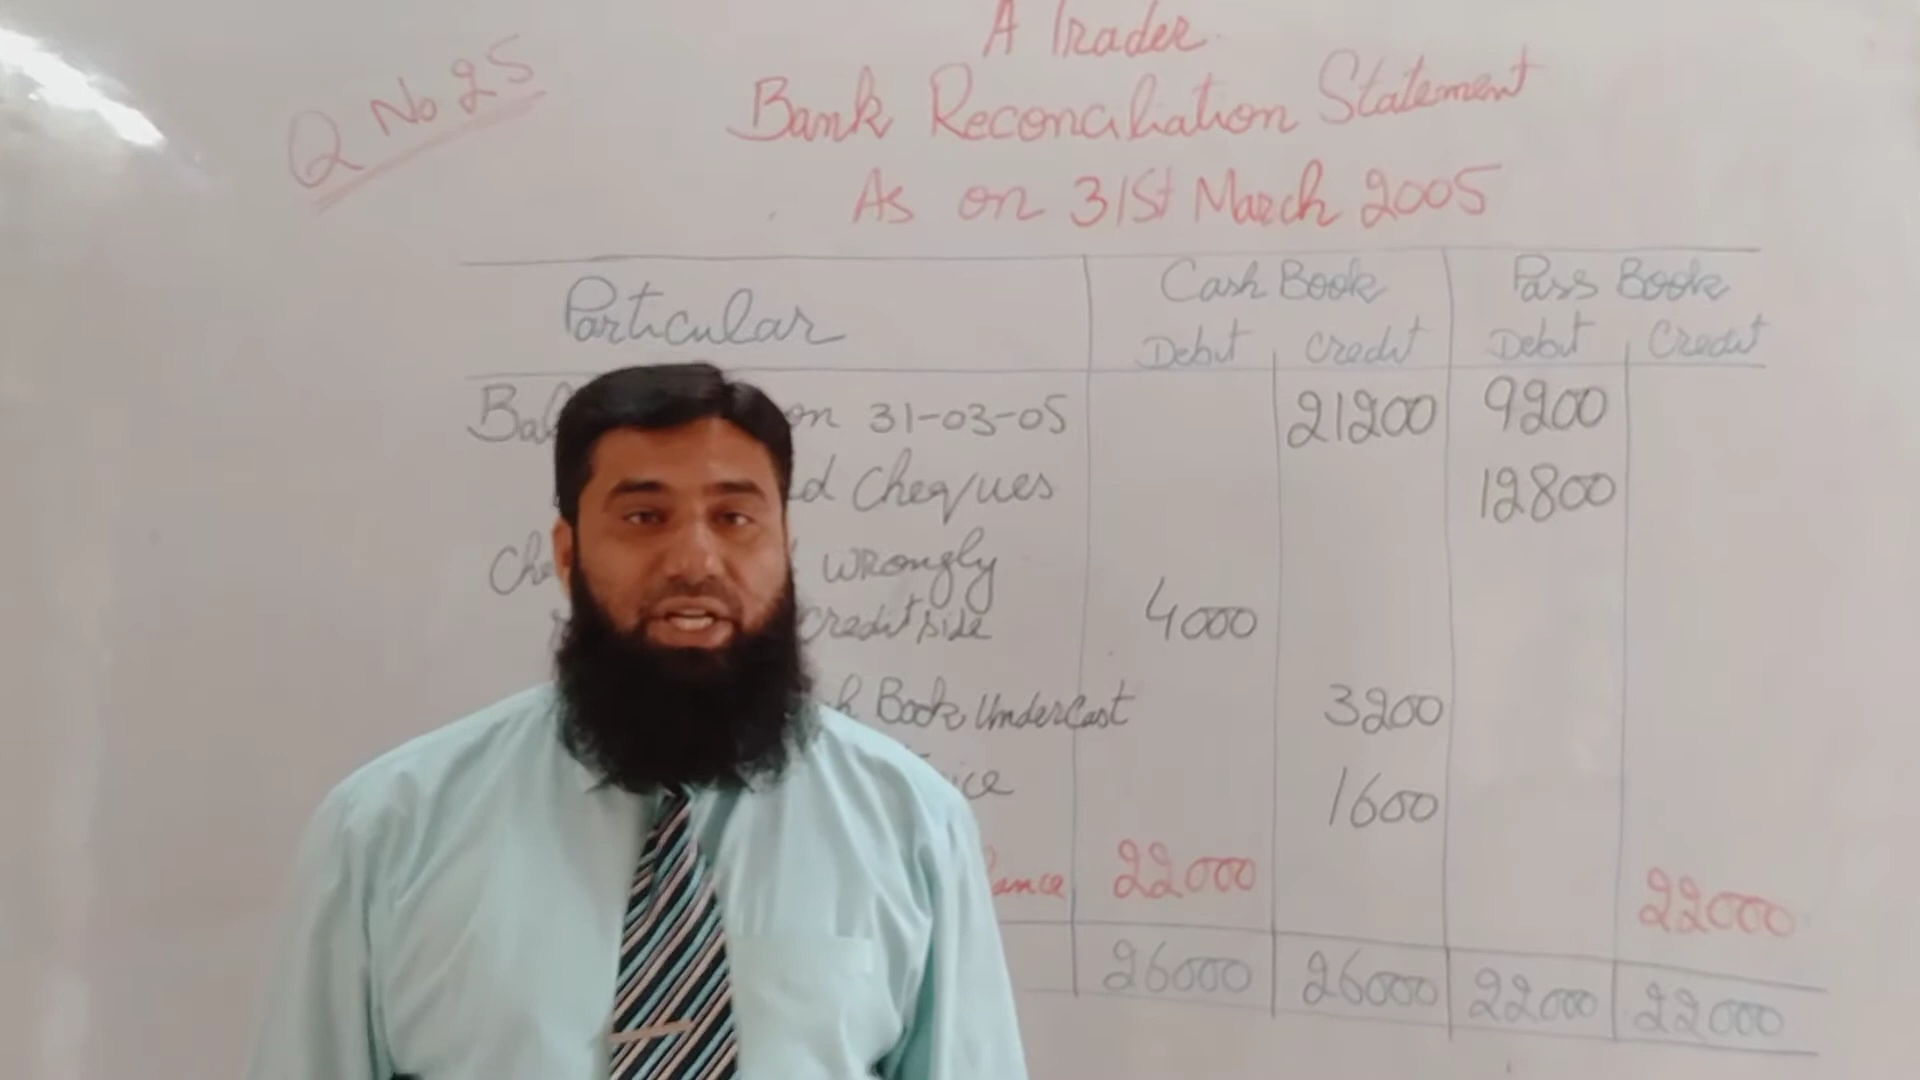 Q No 25
A Trader
Bank Reconciliation Statement
As on 31st March 2005
Particular Cash Book Pass Book
Debit Credit Debit Credit
on 31-03-05 21200 9200
Cheques 12800
wrongly
Credit side 4000
Book Undercast 3200
1600
22000 22000
26000 26000 22000 22000